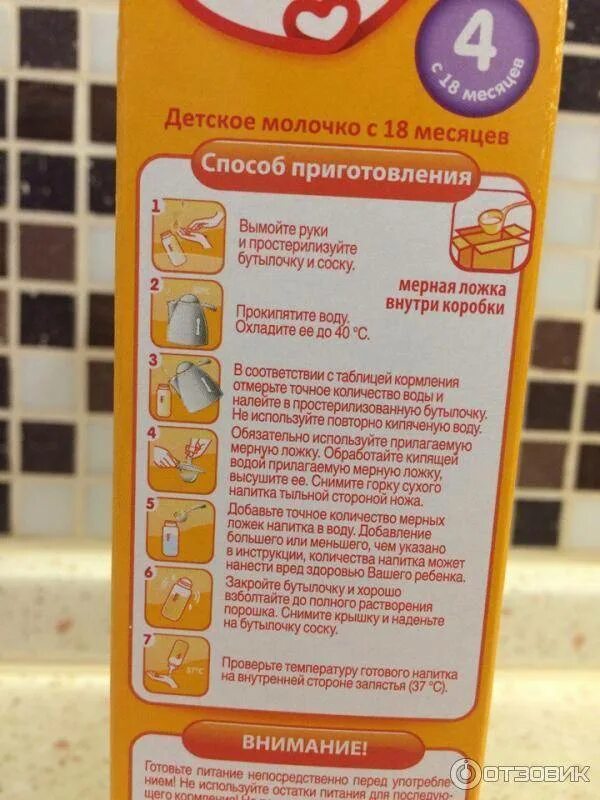 4
с 18 месяцев
Детское молочко с 18 месяцев
Способ приготовления
1
Вымойте руки
и простерилизуйте
бутылочку и соску.
мерная ложка
внутри коробки
2
Прокипятите воду.
Охладите ее до 40 °С.
3
В соответствии с таблицей кормления
отмерьте точное количество воды и
налейте в простерилизованную бутылочку.
Не используйте повторно кипяченую воду.
4
Обязательно используйте прилагаемую
мерную ложку. Обработайте кипящей
водой прилагаемую мерную ложку,
высушите ее. Снимите горку сухого
напитка тыльной стороной ножа.
5
Добавьте точное количество мерных
ложек напитка в воду. Добавление
большего или меньшего, чем указано
в инструкции, количества напитка может
нанести вред здоровью Вашего ребенка.
6
Закройте бутылочку и хорошо
взболтайте до полного растворения
порошка. Снимите крышку и наденьте
на бутылочку соску.
7
37°C
Проверьте температуру готового напитка
на внутренней стороне запястья (37 °С).
ВНИМАНИЕ!
Готовьте питание непосредственно перед употребле-
нием! Не используйте остатки питания для последую-
щего кормления!
ОТЗОВИК